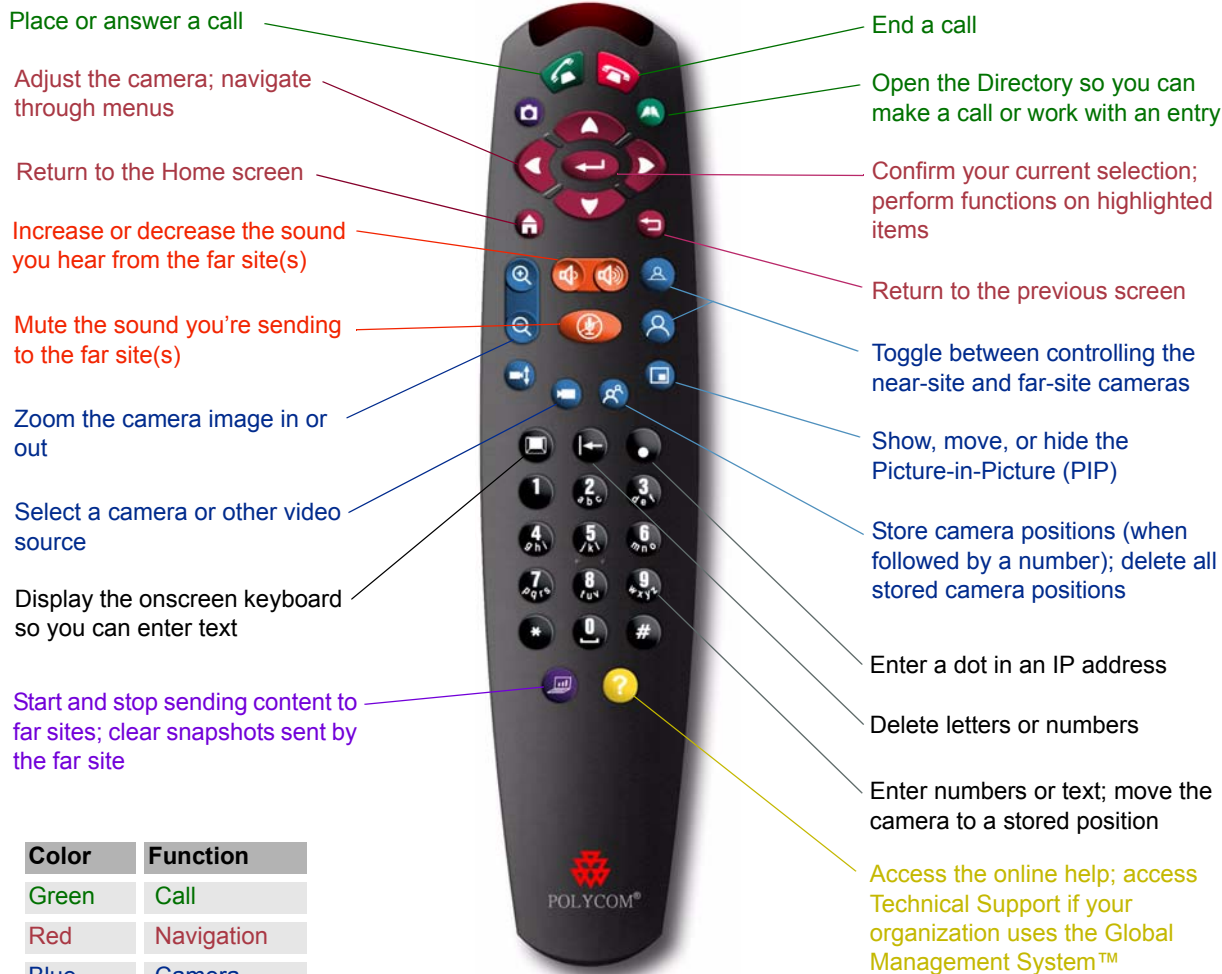 Place or answer a call
Adjust the camera; navigate
through menus
Return to the Home screen
Increase or decrease the sound
you hear from the far site(s)
Mute the sound you're sending
to the far site(s)
Zoom the camera image in or
out
Select a camera or other video
source
Display the onscreen keyboard
so you can enter text
Start and stop sending content to
far sites; clear snapshots sent by
the far site
Color Function
Green Call
Red Navigation
Blue Camera
1
2
abc
3
def
4
ghi
5
jkl
6
mno
7
pqrs
8
tuv
9
wxyz
*
0
#
?
POLYCOM®
End a call
Open the Directory so you can
make a call or work with an entry
Confirm your current selection;
perform functions on highlighted
items
Return to the previous screen
Toggle between controlling the
near-site and far-site cameras
Show, move, or hide the
Picture-in-Picture (PIP)
Store camera positions (when
followed by a number); delete all
stored camera positions
Enter a dot in an IP address
Delete letters or numbers
Enter numbers or text; move the
camera to a stored position
Access the online help; access
Technical Support if your
organization uses the Global
Management System™